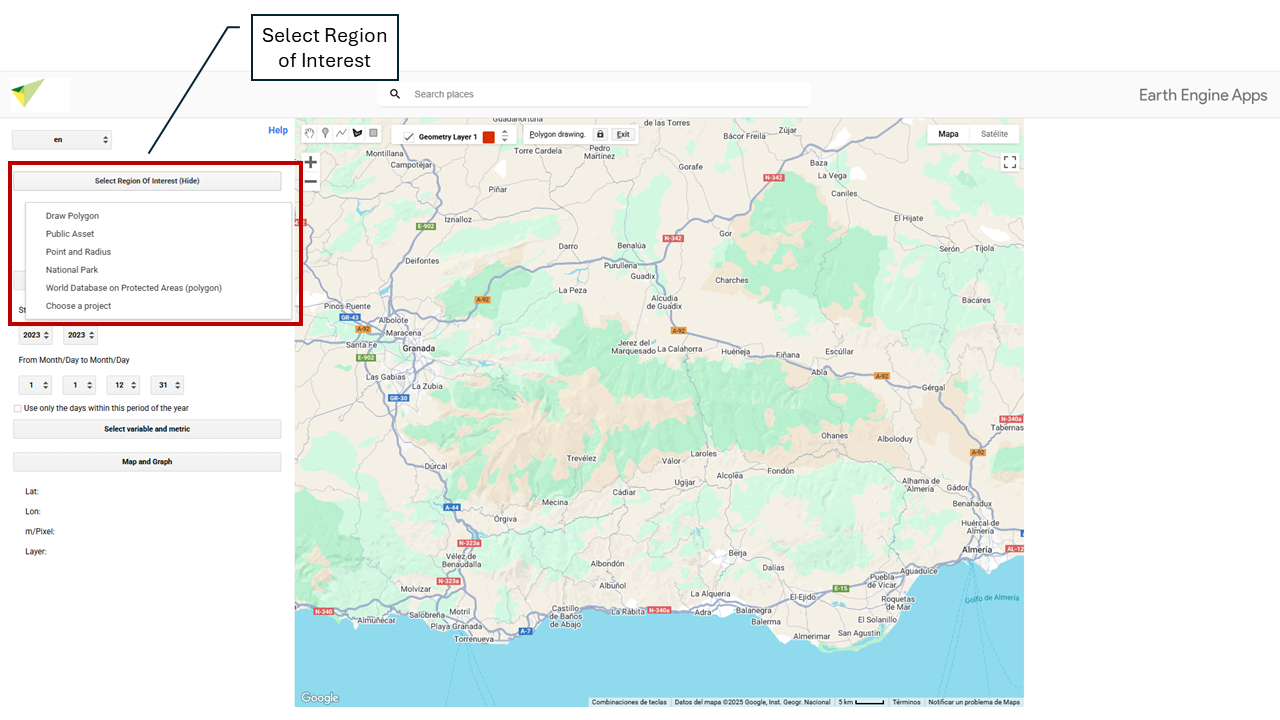 Select Region
of Interest
Search places
Earth Engine Apps
en
Help
Select Region Of Interest (Hide)
Draw Polygon
Public Asset
Point and Radius
National Park
World Database on Protected Areas (polygon)
Choose a project
St
2023
2023
From Month/Day to Month/Day
1
1
12
31
Use only the days within this period of the year
Select variable and metric
Map and Graph
Lat:
Lon:
m/Pixel:
Layer:
Geometry Layer 1
Polygon drawing.
Exit
Mapa
Satélite
de las Torres
Bácor Freila
Zújar
Montillana
Campotéjar
Torre Cardela
Pedro
Martínez
Gorafe
Baza
La Vega
N-342
Caniles
Piñar
Iznalloz
E-902
El Hijate
Gor
N-342
Darro
Benalúa
Serón
Tíjola
Deifontes
Purullena
Guadix
Charches
La Peza
A-92
Alcudia
de Guadix
Bacares
Pinos Puente
GR-43
Albolote
A-92
Maracena
A-92
Santa Fe
Granada
E-902
Jerez del
Marquesado
La Calahorra
Huéneja
Fiñana
Escúllar
Abla
A-92
Las Gabias
La Zubia
Gérgal
GR-30
N-340a
Tabernas
Ohanes
Alboloduy
A-92
Dúrcal
Trevélez
Válor
Laroles
Fondón
Alcolea
Ugijar
Alhama de
Almería
Gádor
Cádiar
Mecina
Benahadux
A-44
Órgiva
Huércal de
Almería
N-323a
Vélez de
Benaudalla
Berja
Almería
AL-12
Albondón
Dalías
N-323a
Albuñol
Puebla
de Vícar
Aguadulce
Molvízar
La Alquería
E-15
El Ejido
Roquetas
de Mar
Golfo de Almería
N-340
Salobreña
Motril
Castillo
de Baños
de Abajo
La Rábita
N-340a
Adra
Balanegra
Almuñécar
Playa Granada
Balerma
El Solanillo
A-7
Torrenueva
Almerimar
San Agustín
Google
Combinaciones de teclas
Datos del mapa ©2025 Google, Inst. Geogr. Nacional
5 km
Términos
Notificar un problema de Maps